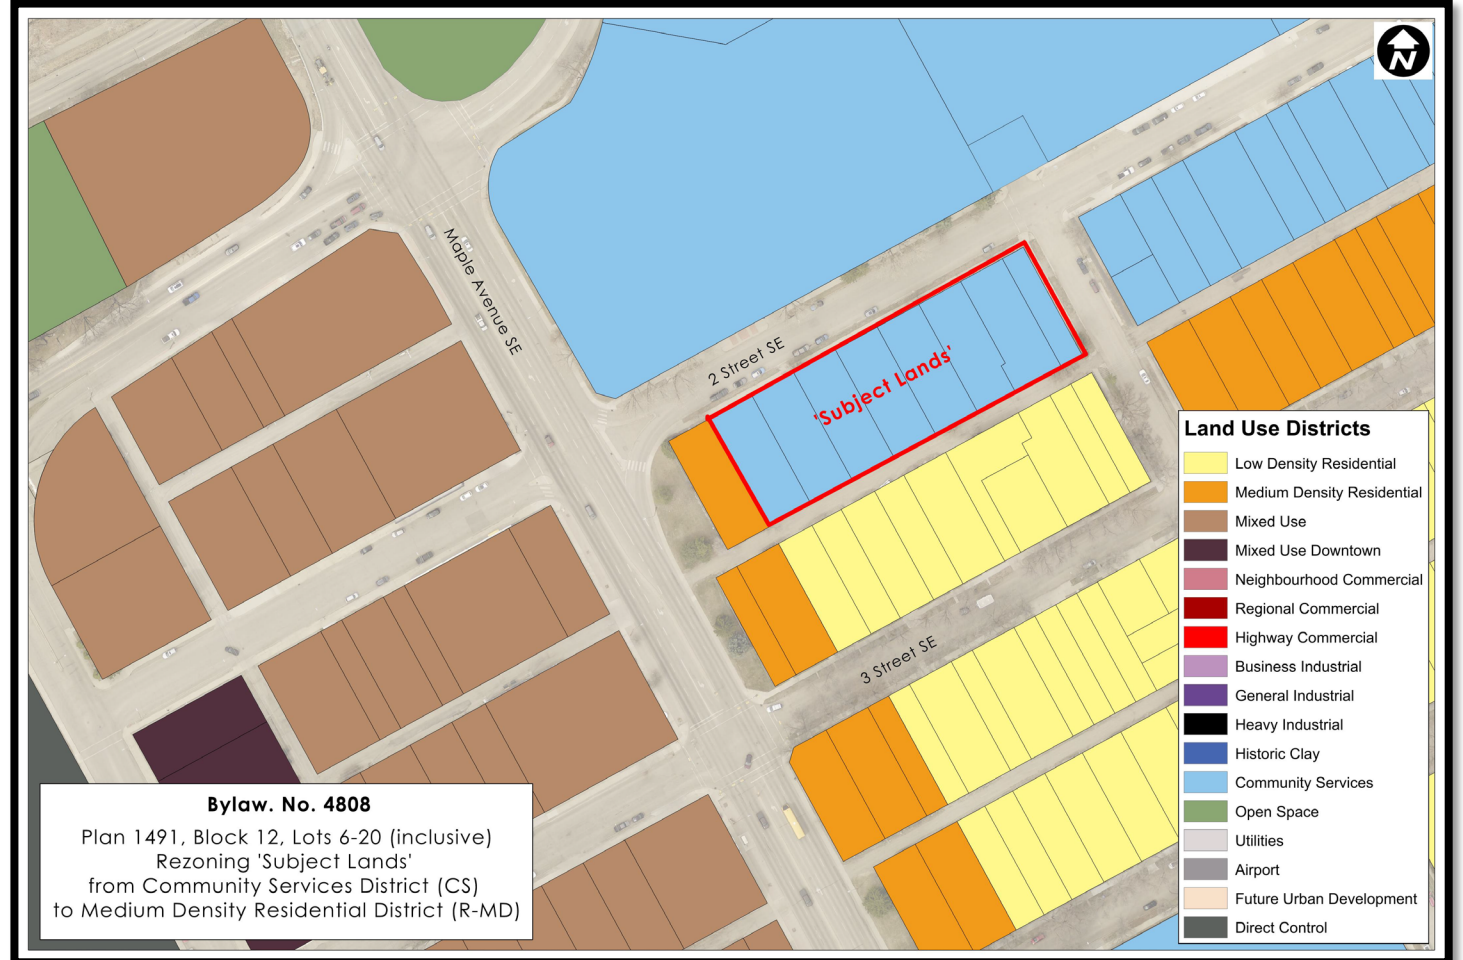 N
Maple Avenue SE
2 Street SE
'Subject Lands'
3 Street SE
Land Use Districts
Low Density Residential
Medium Density Residential
Mixed Use
Mixed Use Downtown
Neighbourhood Commercial
Regional Commercial
Highway Commercial
Business Industrial
General Industrial
Heavy Industrial
Historic Clay
Community Services
Open Space
Utilities
Airport
Future Urban Development
Direct Control
Bylaw. No. 4808
Plan 1491, Block 12, Lots 6-20 (inclusive)
Rezoning 'Subject Lands'
from Community Services District (CS)
to Medium Density Residential District (R-MD)